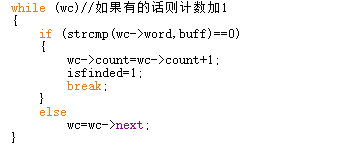 while (wc)//如果有的话则计数加1
{
    if (strcmp(wc->word,buff)==0)
    {
        wc->count=wc->count+1;
        isfinded=1;
        break;
    }
    else
        wc=wc->next;
}